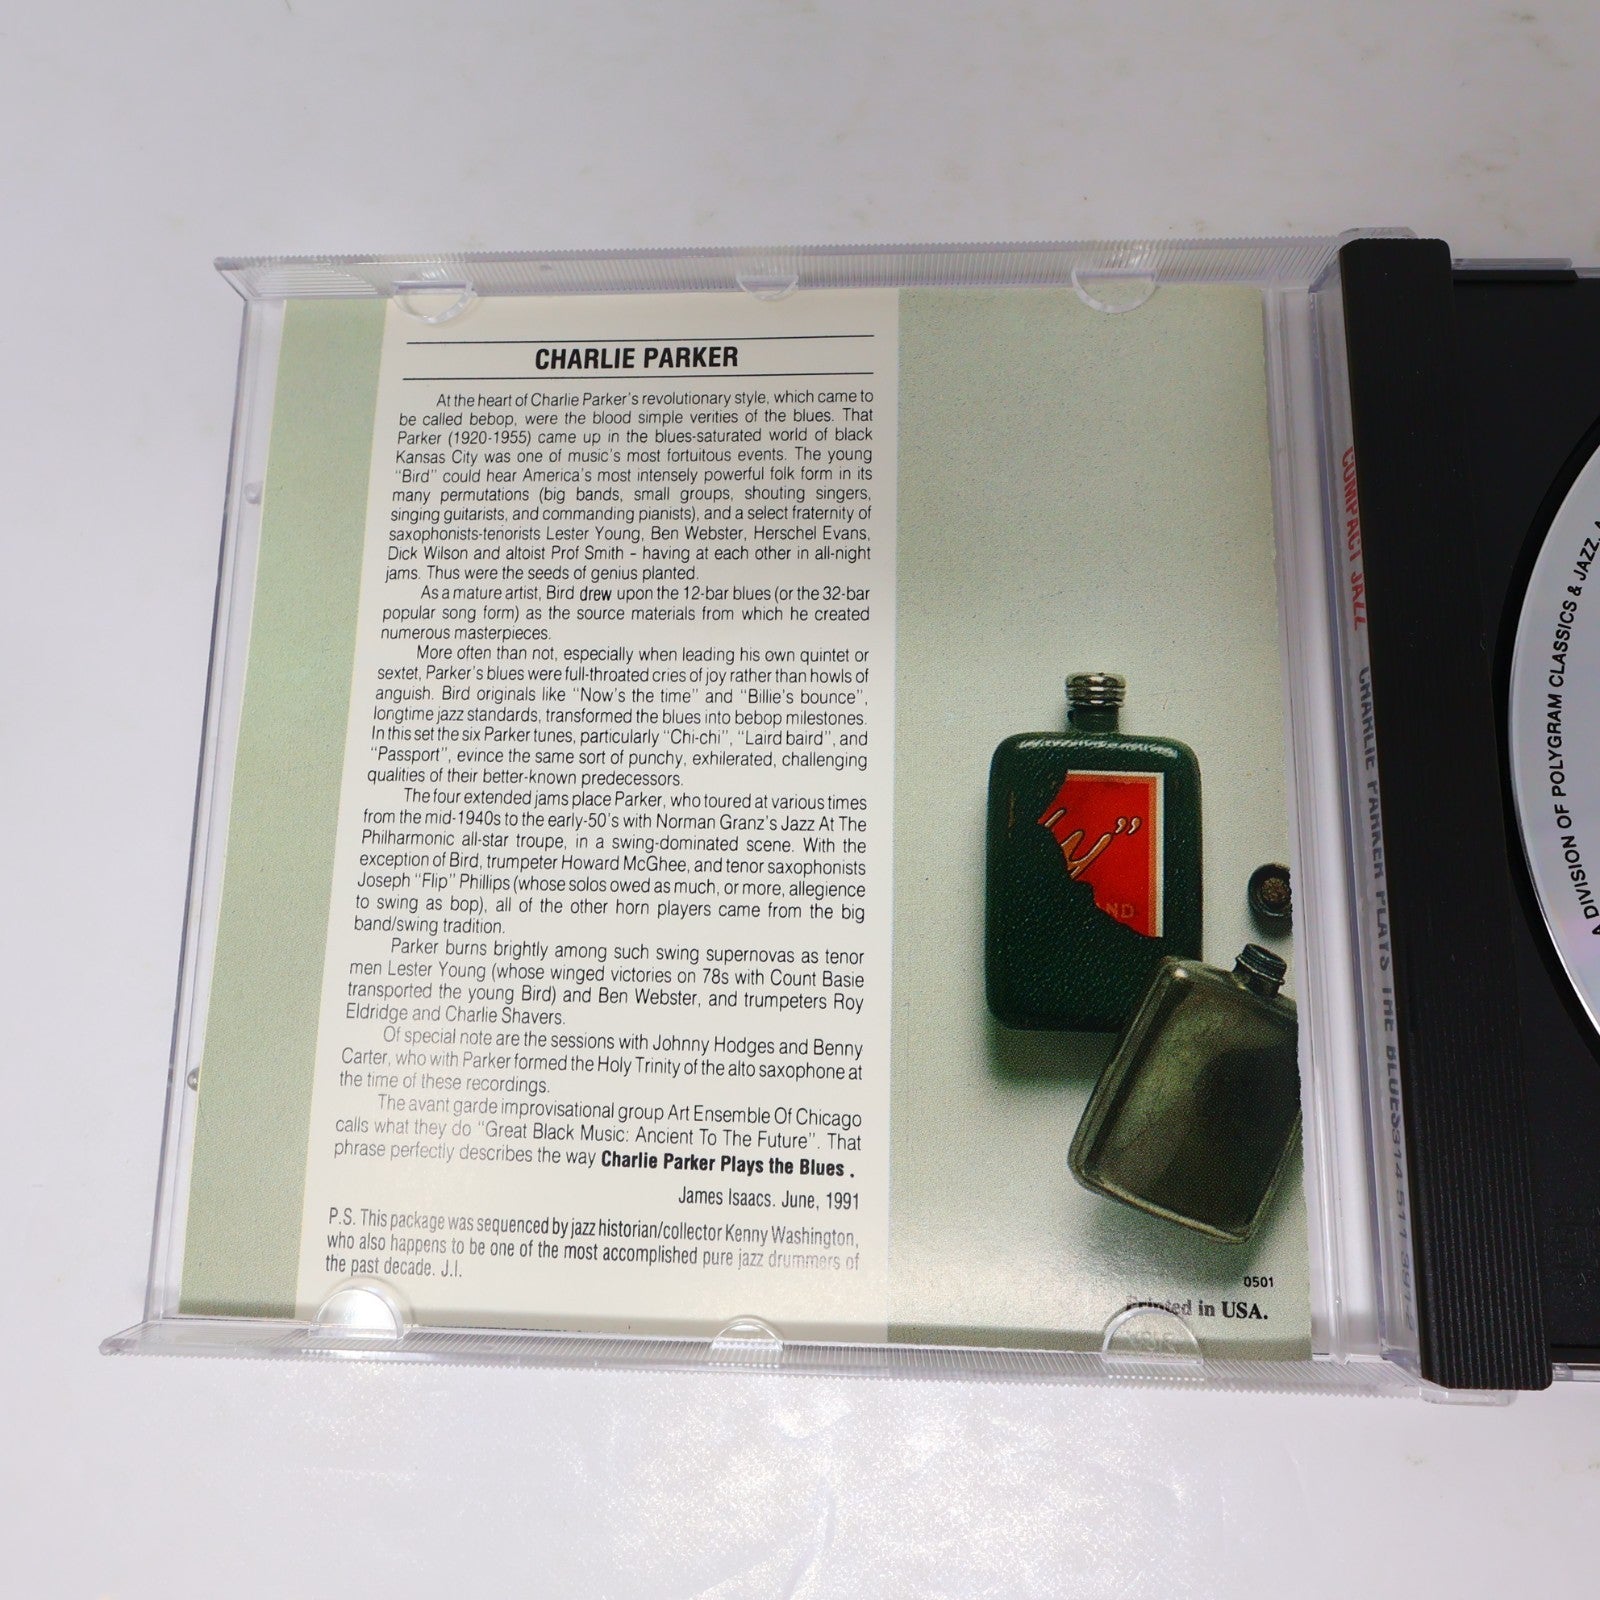 CHARLIE PARKER
At the heart of Charlie Parker's revolutionary style, which came to
be called bebop, were the blood simple verities of the blues. That
Parker (1920-1955) came up in the blues-saturated world of black
Kansas City was one of music's most fortuitous events. The young
"Bird" could hear America's most intensely powerful folk form in its
many permutations (big bands, small groups, shouting singers,
singing guitarists, and commanding pianists), and a select fraternity of
saxophonists-tenorists Lester Young, Ben Webster, Herschel Evans,
Dick Wilson and altoist Prof Smith - having at each other in all-night
jams. Thus were the seeds of genius planted.
As a mature artist, Bird drew upon the 12-bar blues (or the 32-bar
popular song form) as the source materials from which he created
numerous masterpieces.
More often than not, especially when leading his own quintet or
sextet, Parker's blues were full-throated cries of joy rather than howls of
anguish. Bird originals like "Now's the time" and "Billie's bounce",
longtime jazz standards, transformed the blues into bebop milestones.
In this set the six Parker tunes, particularly "Chi-chi", "Laird baird", and
"Passport", evince the same sort of punchy, exhilerated, challenging
qualities of their better-known predecessors.
The four extended jams place Parker, who toured at various times
from the mid-1940s to the early-50's with Norman Granz's Jazz At The
Philharmonic all-star troupe, in a swing-dominated scene. With the
exception of Bird, trumpeter Howard McGhee, and tenor saxophonists
Joseph "Flip" Phillips (whose solos owed as much, or more, allegience
to swing as bop), all of the other horn players came from the big
band/swing tradition.
Parker burns brightly among such swing supernovas as tenor
men Lester Young (whose winged victories on 78s with Count Basie
transported the young Bird) and Ben Webster, and trumpeters Roy
Eldridge and Charlie Shavers.
Of special note are the sessions with Johnny Hodges and Benny
Carter, who with Parker formed the Holy Trinity of the alto saxophone at
the time of these recordings.
The avant garde improvisational group Art Ensemble Of Chicago
calls what they do "Great Black Music: Ancient To The Future". That
phrase perfectly describes the way Charlie Parker Plays the Blues .
James Isaacs. June, 1991
P.S. This package was sequenced by jazz historian/collector Kenny Washington,
who also happens to be one of the most accomplished pure jazz drummers of
the past decade. J.I.
0501
Printed in USA.
COMPACT JAZZ CHARLIE PARKER PLAYS THE BLUES
A DIVISION OF POLYGRAM CLASSICS & JAZZ,